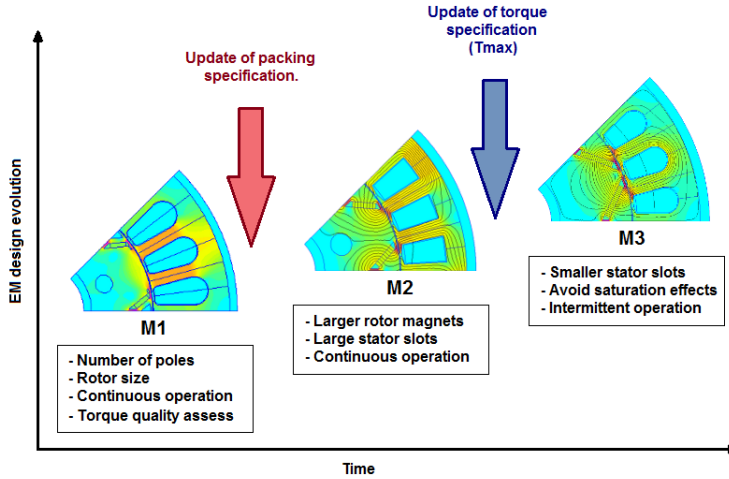 Update of packing
specification.
Update of torque
specification
(Tmax)
EM design evolution
M1
- Number of poles
- Rotor size
- Continuous operation
- Torque quality assess
M2
- Larger rotor magnets
- Large stator slots
- Continuous operation
M3
- Smaller stator slots
- Avoid saturation effects
- Intermittent operation
Time